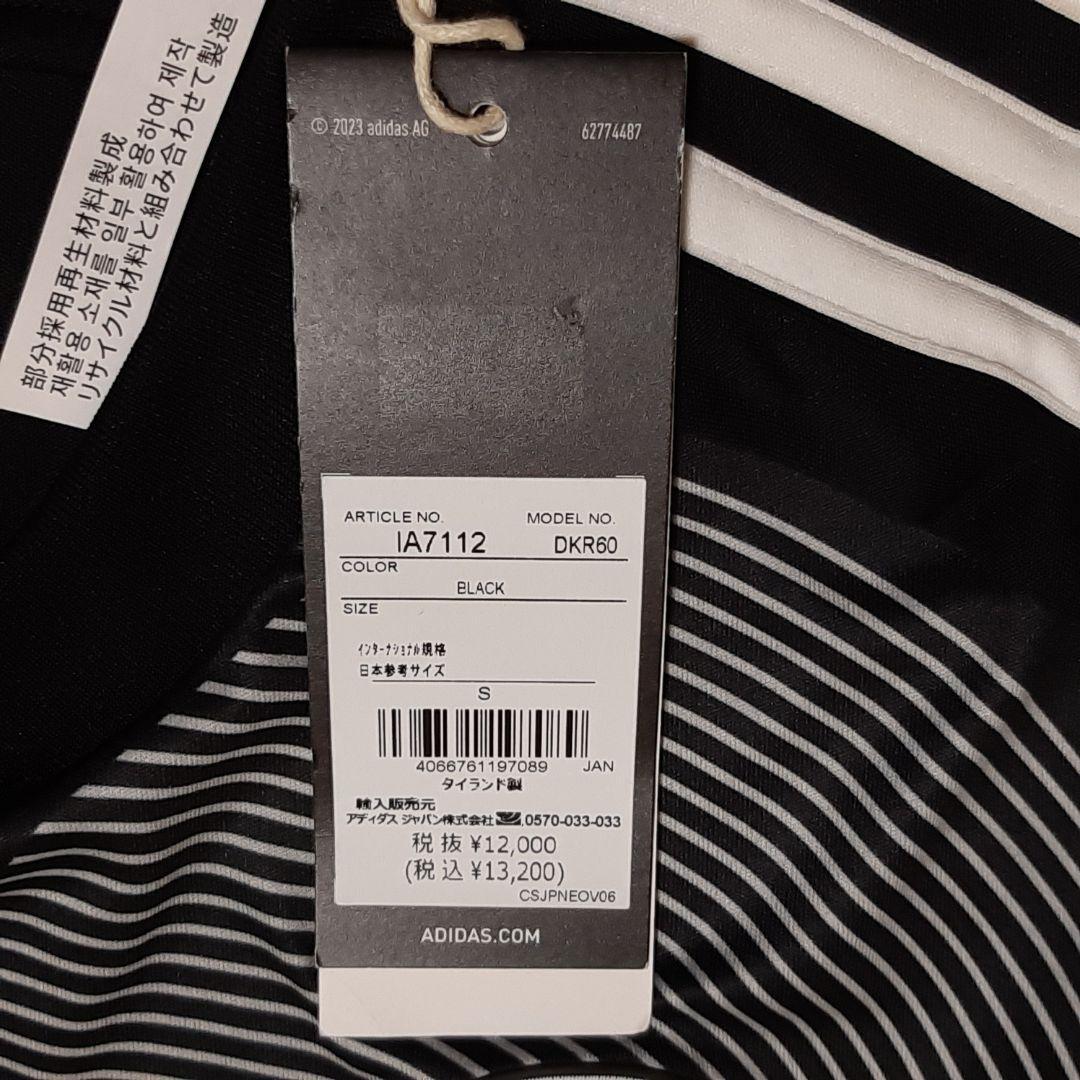 部分採用再生材料製成
재활용 소재를 일부 활용하여 제작
リサイクル材料と組み合わせて製造
© 2023 adidas AG 62774487
ARTICLE NO. MODEL NO.
IA7112 DKR60
COLOR
BLACK
SIZE
インターナショナル規格
日本参考サイズ
S
4066761197089 JAN
タイランド製
輸入販売元
アディダス ジャパン株式会社 0570-033-033
税抜 ¥12,000
(税込 ¥13,200)
CSJPNEOV06
ADIDAS.COM